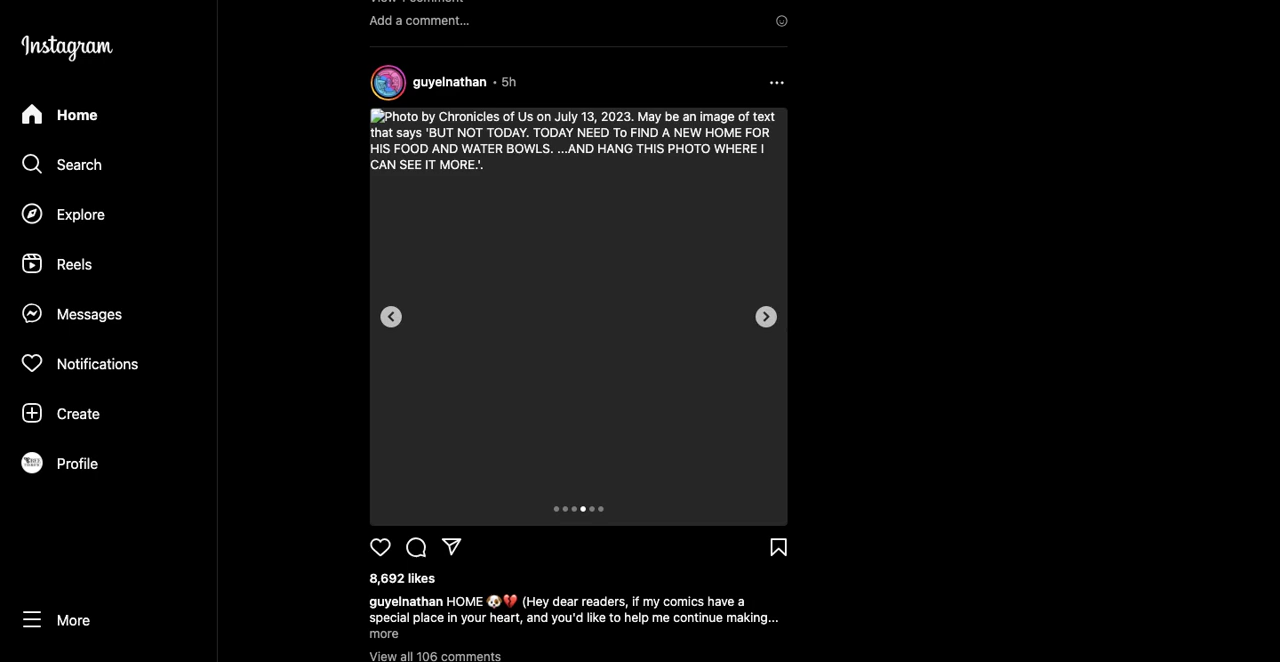 View 1 comment
Add a comment...
Instagram
guyelnathan • 5h
Photo by Chronicles of Us on July 13, 2023. May be an image of text
that says 'BUT NOT TODAY. TODAY NEED To FIND A NEW HOME FOR
HIS FOOD AND WATER BOWLS. ...AND HANG THIS PHOTO WHERE I
CAN SEE IT MORE.'.
Home
Search
Explore
Reels
Messages
Notifications
Create
Profile
More
8,692 likes
guyelnathan HOME 🐶💔 (Hey dear readers, if my comics have a
special place in your heart, and you'd like to help me continue making...
more
View all 106 comments